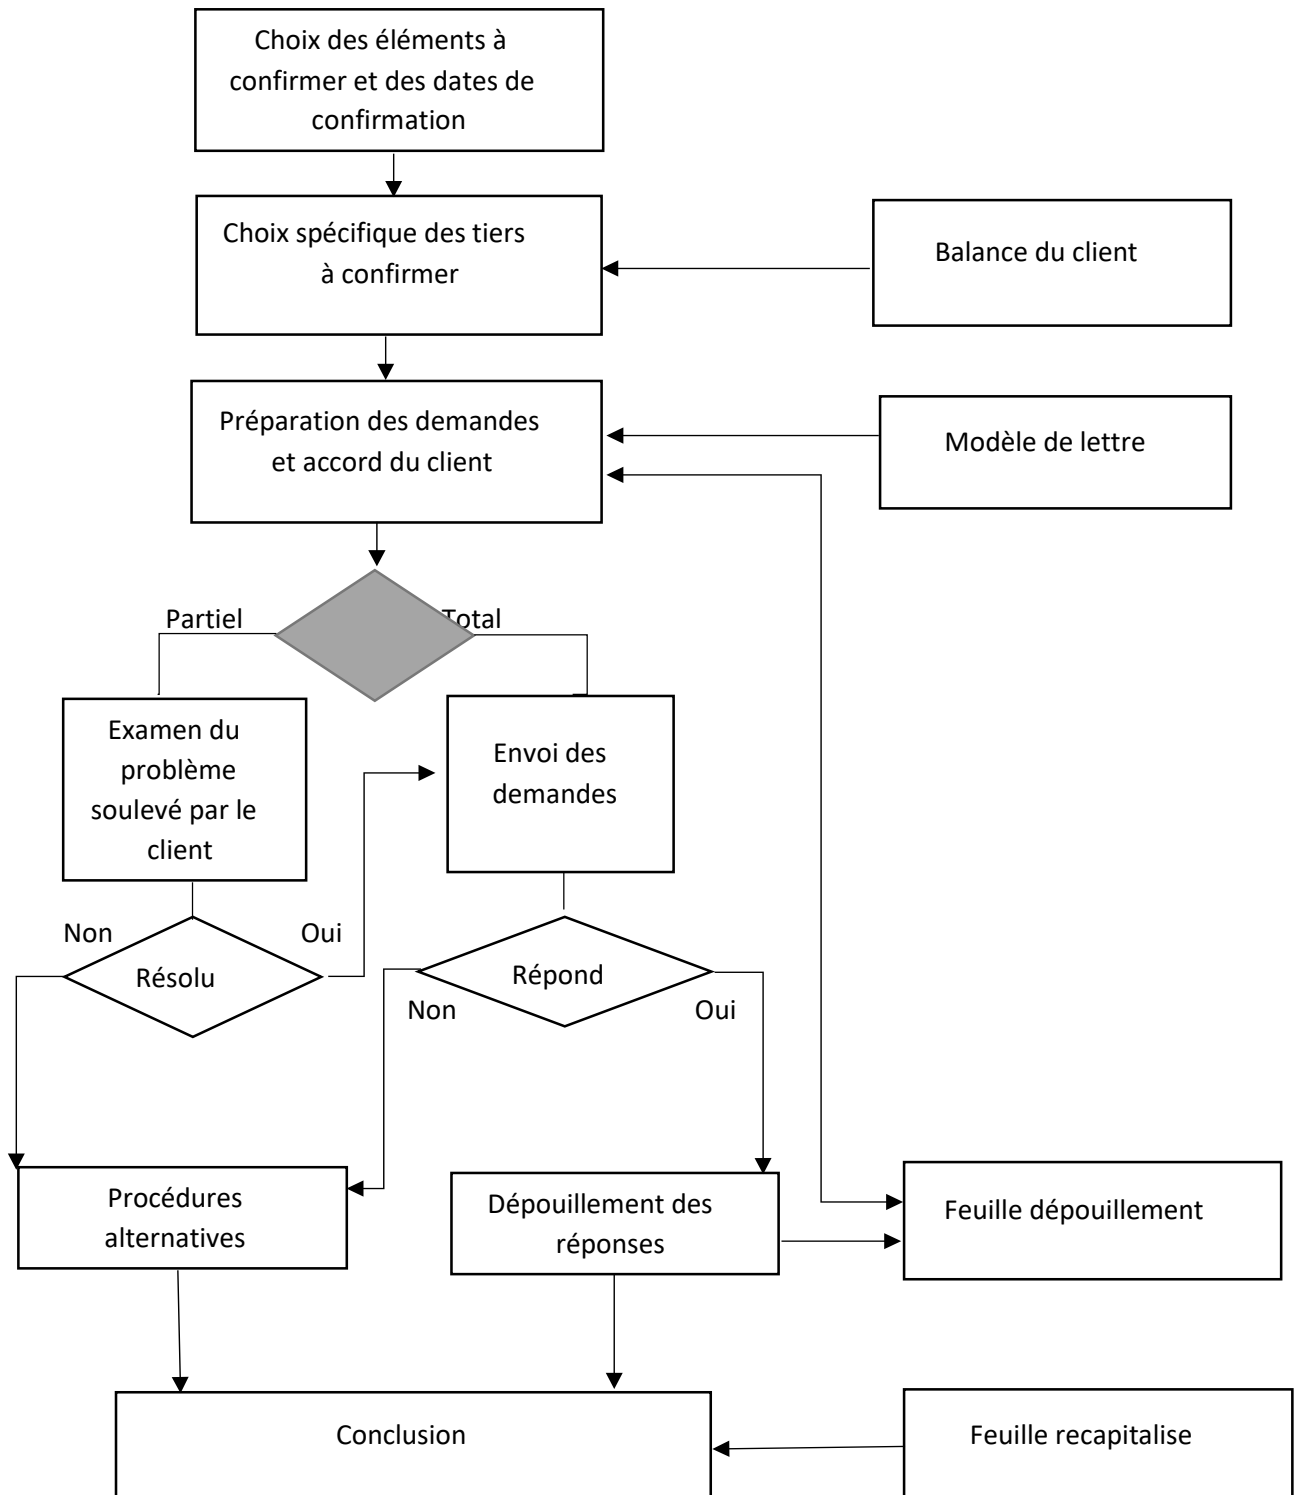 Choix des éléments à
confirmer et des dates de
confirmation
Choix spécifique des tiers
à confirmer
Balance du client
Préparation des demandes
et accord du client
Modèle de lettre
Partiel
Total
Examen du
problème
soulevé par le
client
Envoi des
demandes
Non
Oui
Résolu
Répond
Non
Oui
Procédures
alternatives
Dépouillement des
réponses
Feuille dépouillement
Conclusion
Feuille recapitalise